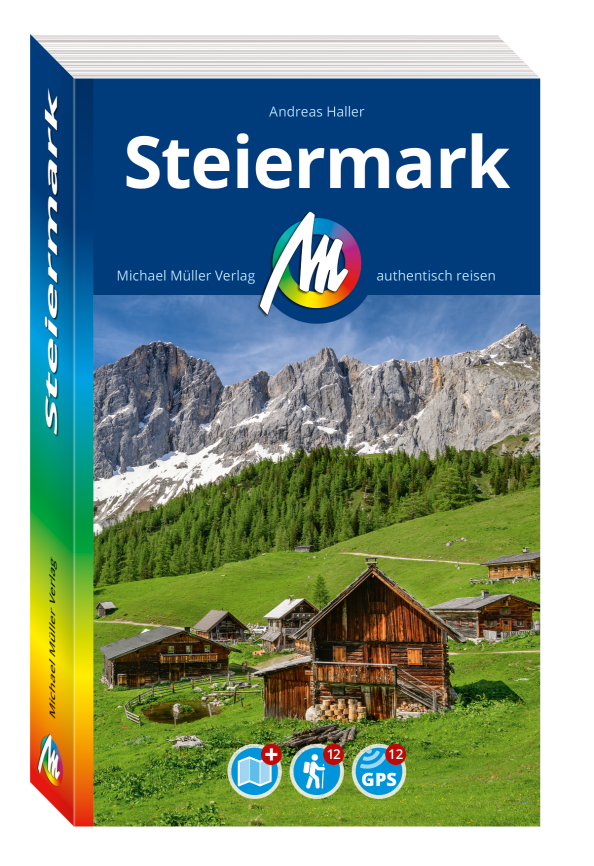 Andreas Haller
Steiermark
Michael Müller Verlag
authentisch reisen
Steiermark
Michael Müller Verlag
+
12
12
GPS